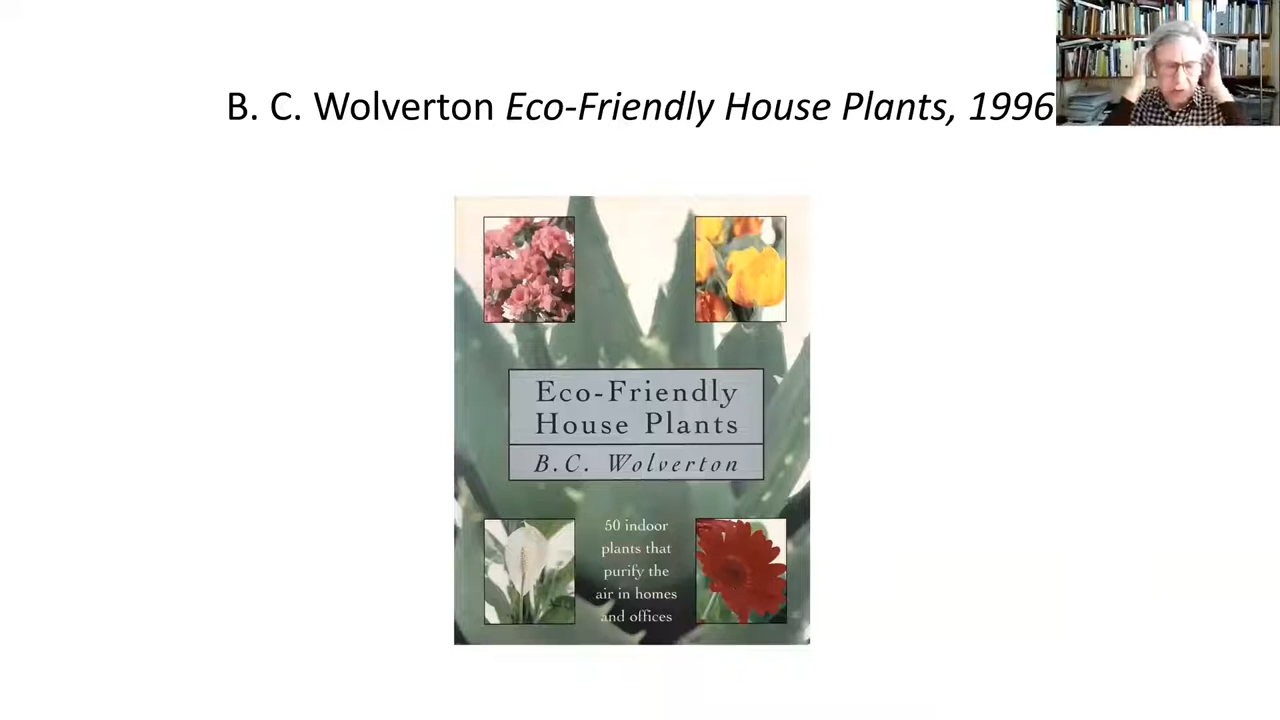 B. C. Wolverton Eco-Friendly House Plants, 1996
Eco-Friendly
House Plants
B.C. Wolverton
50 indoor
plants that
purify the
air in homes
and offices